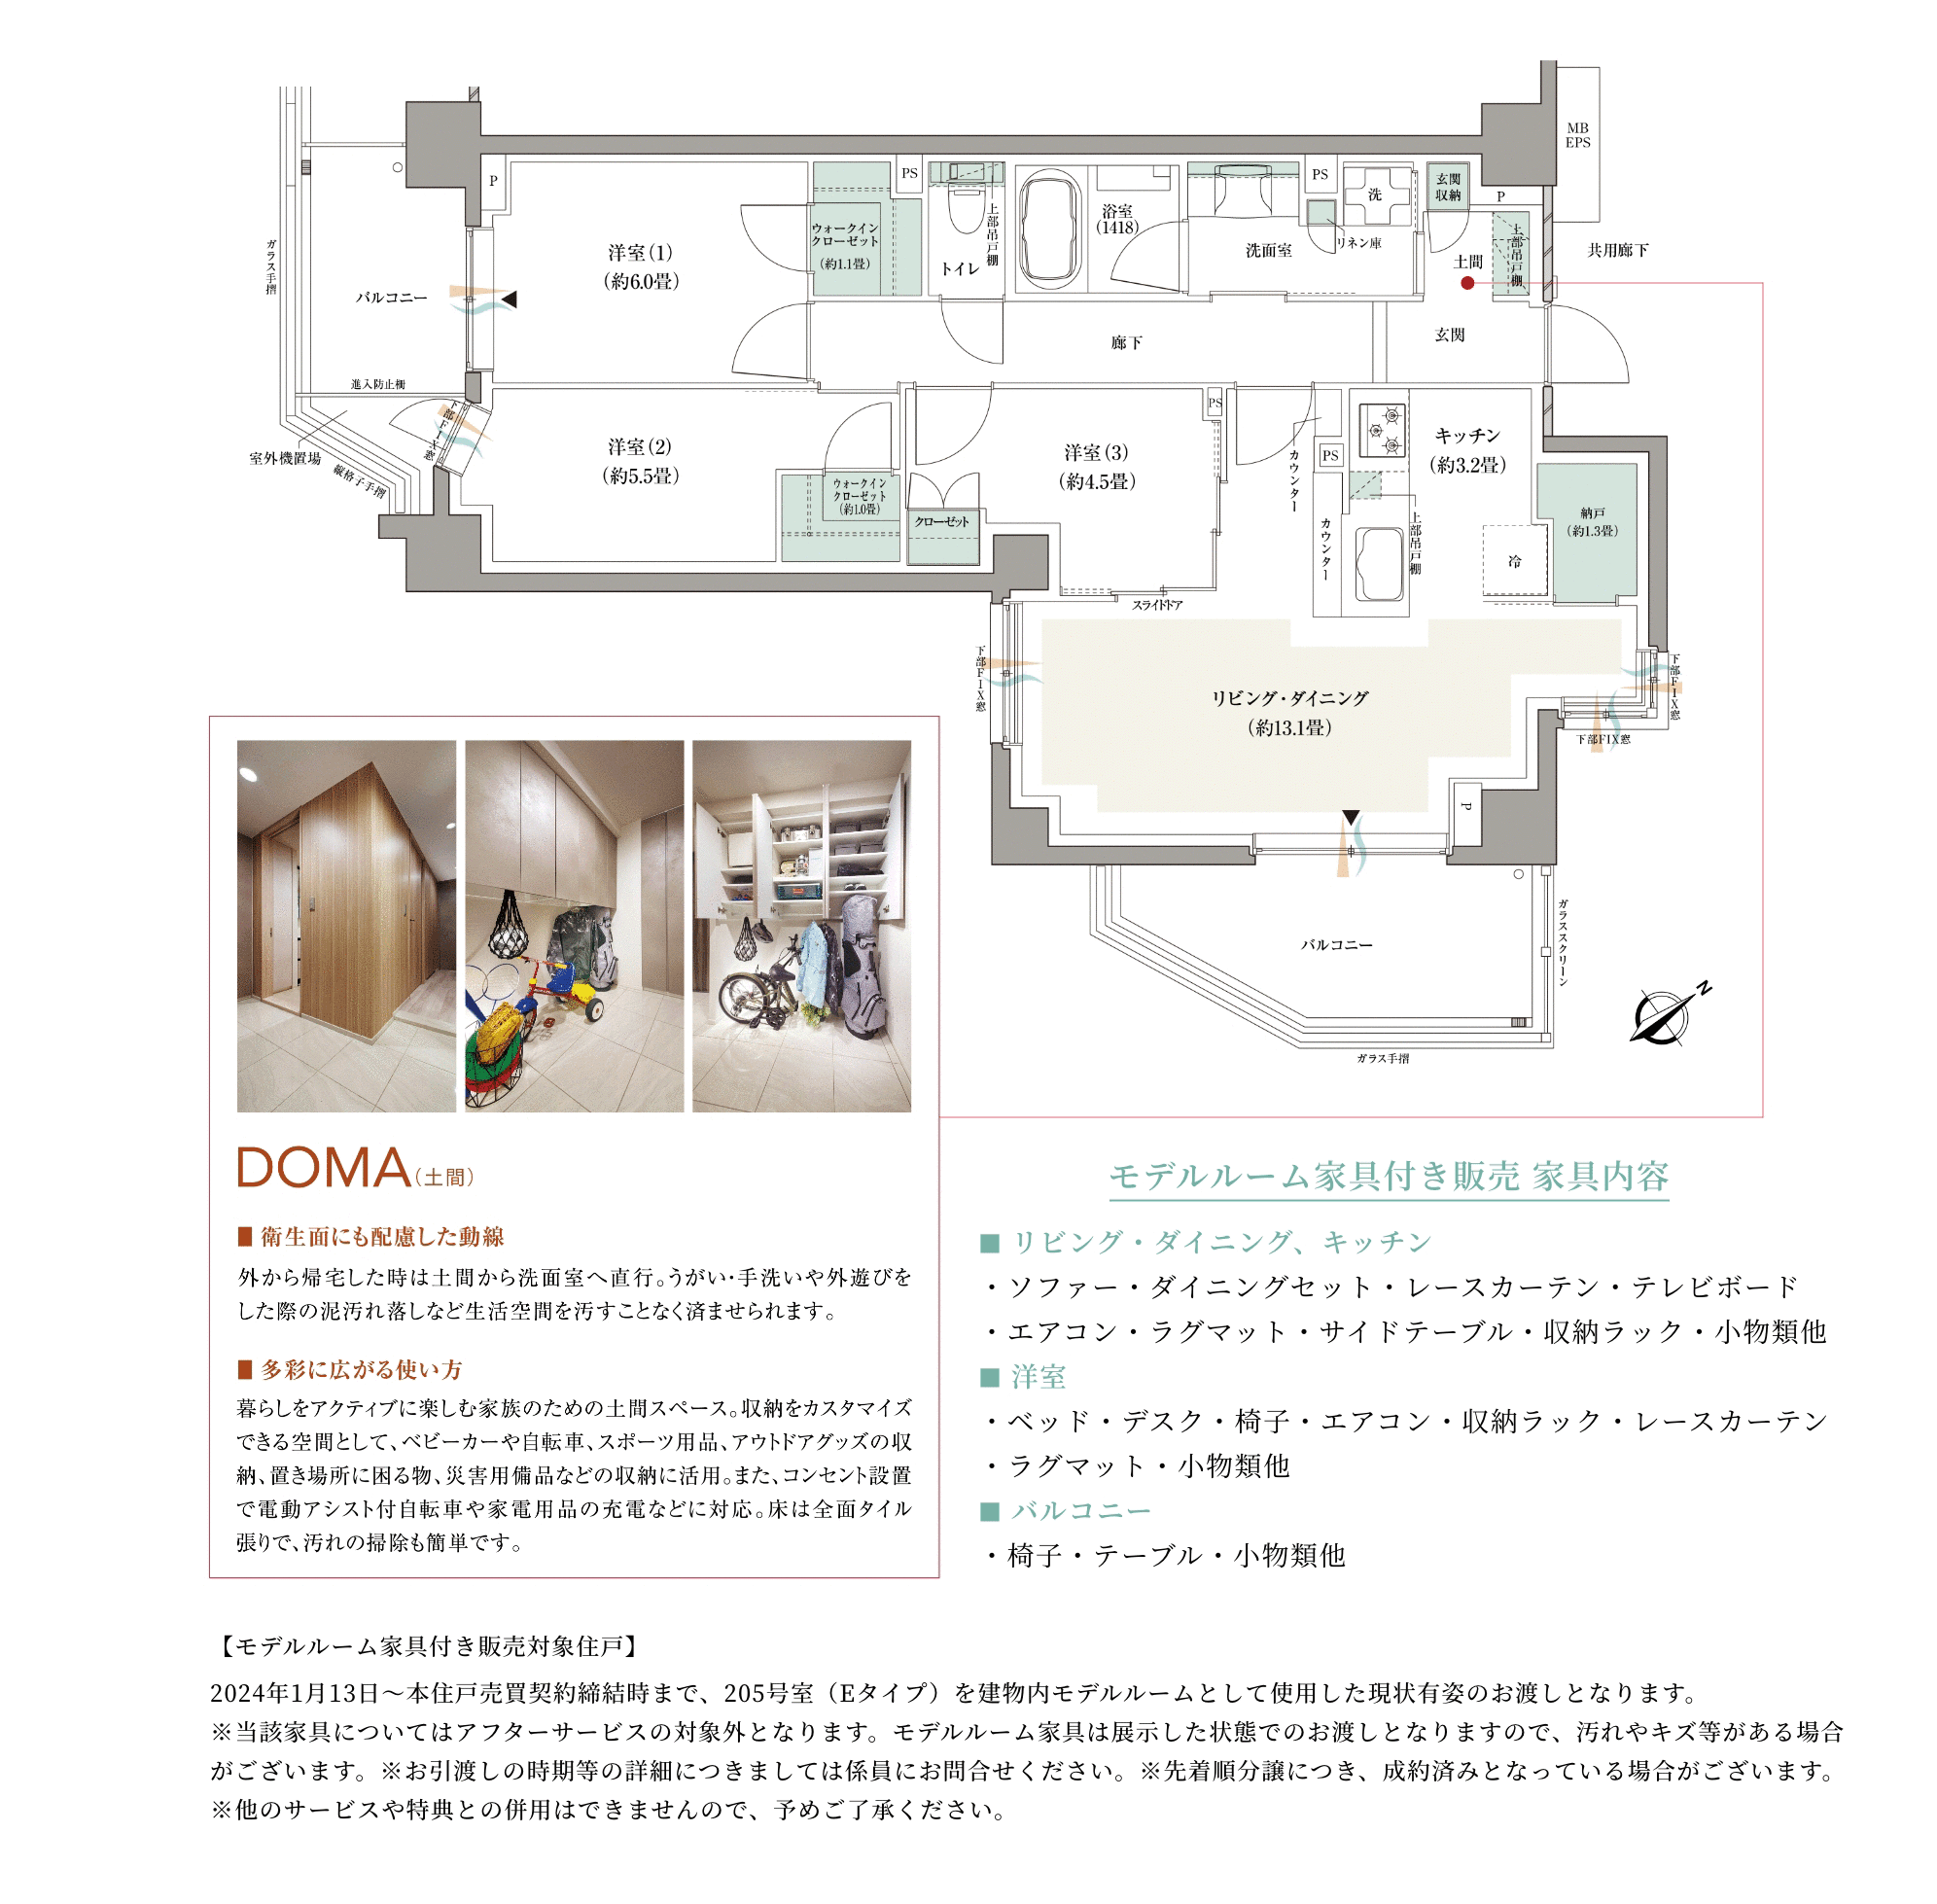 MB
EPS
P
PS
PS
洗
玄関
収納
P
ウォークイン
クローゼット
（約1.1畳）
上部吊戸棚
トイレ
浴室
（1418）
洗面室
リネン庫
土間
上部吊戸棚
共用廊下
洋室（1）
（約6.0畳）
ガラス手摺
バルコニー
廊下
玄関
進入防止柵
下部FIX窓
室外機置場
縦格子手摺
洋室（2）
（約5.5畳）
ウォークイン
クローゼット
（約1.0畳）
クローゼット
洋室（3）
（約4.5畳）
PS
カウンター
PS
カウンター
上部吊戸棚
キッチン
（約3.2畳）
冷
納戸
（約1.3畳）
スライドドア
下部FIX窓
リビング・ダイニング
（約13.1畳）
下部FIX窓
下部FIX窓
P
バルコニー
ガラススクリーン
ガラス手摺
N
DOMA（土間）
■ 衛生面にも配慮した動線
外から帰宅した時は土間から洗面室へ直行。うがい・手洗いや外遊びを
した際の泥汚れ落しなど生活空間を汚すことなく済ませられます。
■ 多彩に広がる使い方
暮らしをアクティブに楽しむ家族のための土間スペース。収納をカスタマイズ
できる空間として、ベビーカーや自転車、スポーツ用品、アウトドアグッズの収
納、置き場所に困る物、災害用備品などの収納に活用。また、コンセント設置
で電動アシスト付自転車や家電用品の充電などに対応。床は全面タイル
張りで、汚れの掃除も簡単です。
モデルルーム家具付き販売 家具内容
■ リビング・ダイニング、キッチン
・ソファー・ダイニングセット・レースカーテン・テレビボード
・エアコン・ラグマット・サイドテーブル・収納ラック・小物類他
■ 洋室
・ベッド・デスク・椅子・エアコン・収納ラック・レースカーテン
・ラグマット・小物類他
■ バルコニー
・椅子・テーブル・小物類他
【モデルルーム家具付き販売対象住戸】
2024年1月13日～本住戸売買契約締結時まで、205号室（Eタイプ）を建物内モデルルームとして使用した現状有姿のお渡しとなります。
※当該家具についてはアフターサービスの対象外となります。モデルルーム家具は展示した状態でのお渡しとなりますので、汚れやキズ等がある場合
がございます。※お引渡しの時期等の詳細につきましては係員にお問合せください。※先着順分譲につき、成約済みとなっている場合がございます。
※他のサービスや特典との併用はできませんので、予めご了承ください。